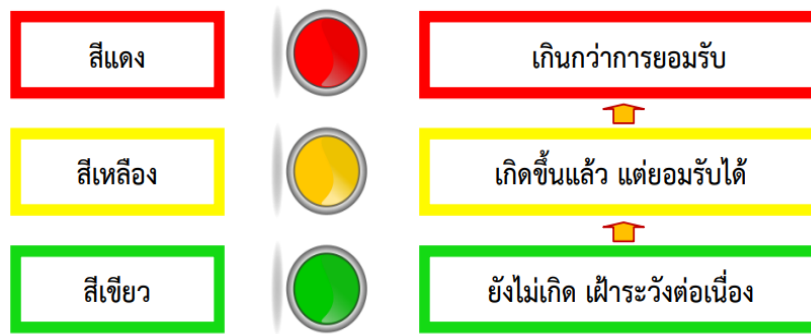 สีแดง
เกินกว่าการยอมรับ
สีเหลือง
เกิดขึ้นแล้ว แต่ยอมรับได้
สีเขียว
ยังไม่เกิด เฝ้าระวังต่อเนื่อง